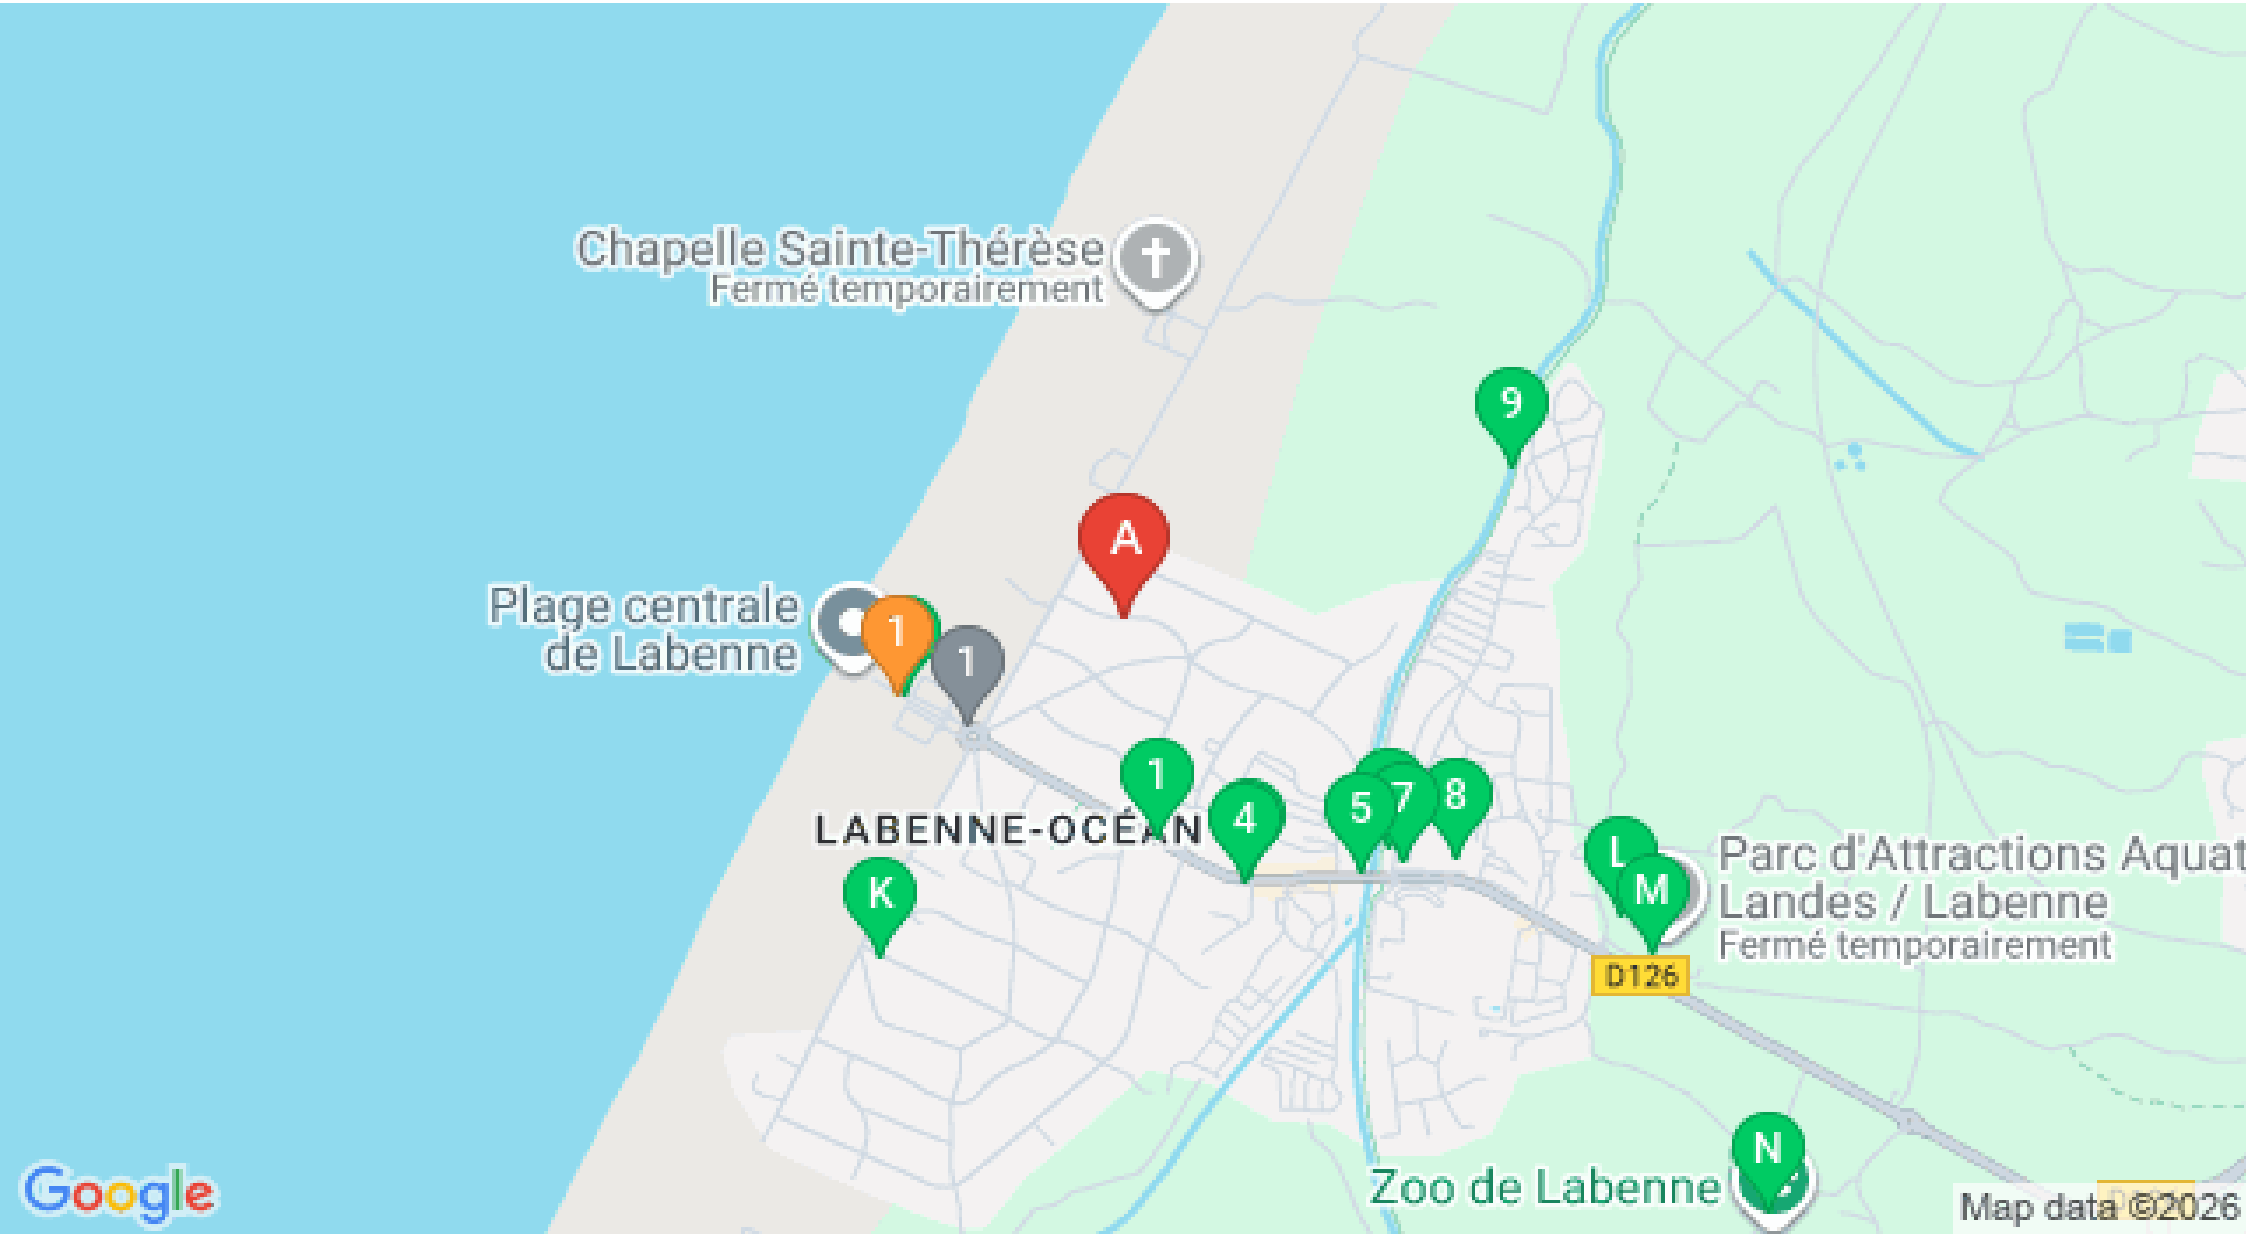 Chapelle Sainte-Thérèse
Fermé temporairement
9
A
Plage centrale
de Labenne
1
1
1
4
5
7
8
LABENNE-OCÉAN
K
L
M
Parc d'Attractions Aquat
Landes / Labenne
Fermé temporairement
D126
N
Zoo de Labenne
Google
Map data ©2026